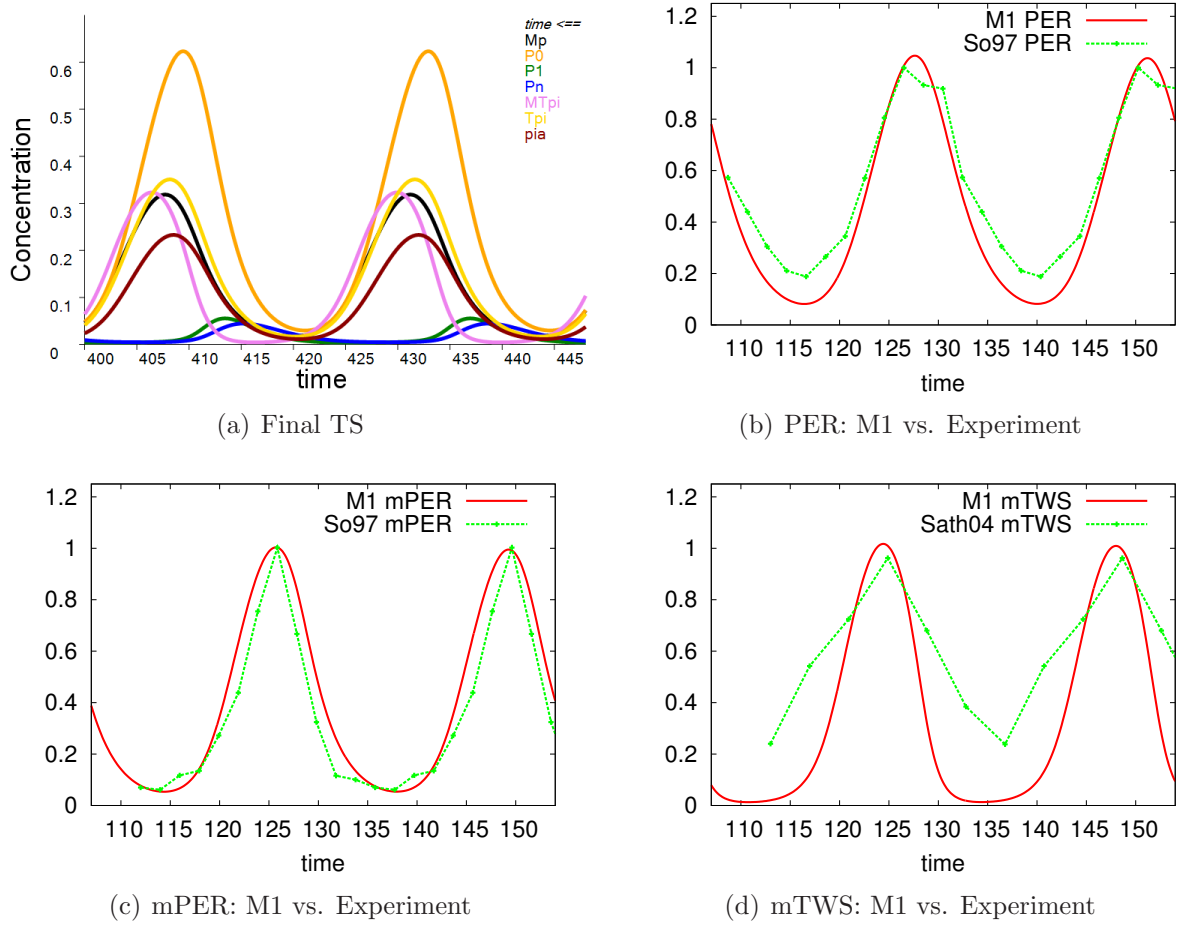 time <==
Mp
P0
P1
Pn
MTpi
Tpi
pia
Concentration
0.6
0.5
0.4
0.3
0.2
0.1
0
400 405 410 415 420 425 430 435 440 445
time
(a) Final TS
M1 PER
So97 PER
1.2
1
0.8
0.6
0.4
0.2
0
110 115 120 125 130 135 140 145 150
time
(b) PER: M1 vs. Experiment
M1 mPER
So97 mPER
1.2
1
0.8
0.6
0.4
0.2
0
110 115 120 125 130 135 140 145 150
time
(c) mPER: M1 vs. Experiment
M1 mTWS
Sath04 mTWS
1.2
1
0.8
0.6
0.4
0.2
0
110 115 120 125 130 135 140 145 150
time
(d) mTWS: M1 vs. Experiment